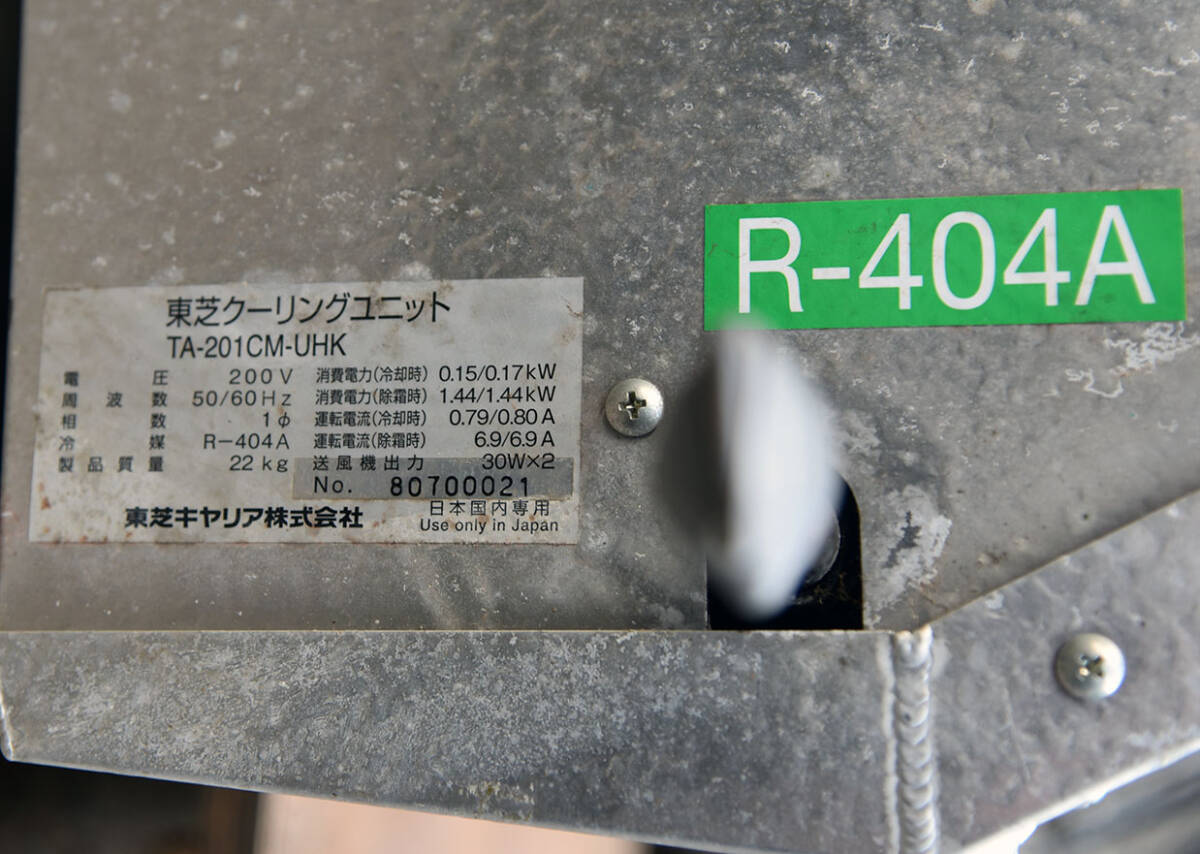 東芝クーリングユニット
TA-201CM-UHK
電圧 200V 消費電力(冷却時) 0.15/0.17kW
周波数 50/60Hz 消費電力(除霜時) 1.44/1.44kW
相数 1φ 運転電流(冷却時) 0.79/0.80A
冷媒 R-404A 運転電流(除霜時) 6.9/6.9A
製品質量 22kg 送風機出力 30W×2
No. 80700021
東芝キヤリア株式会社
日本国内専用
Use only in Japan
R-404A